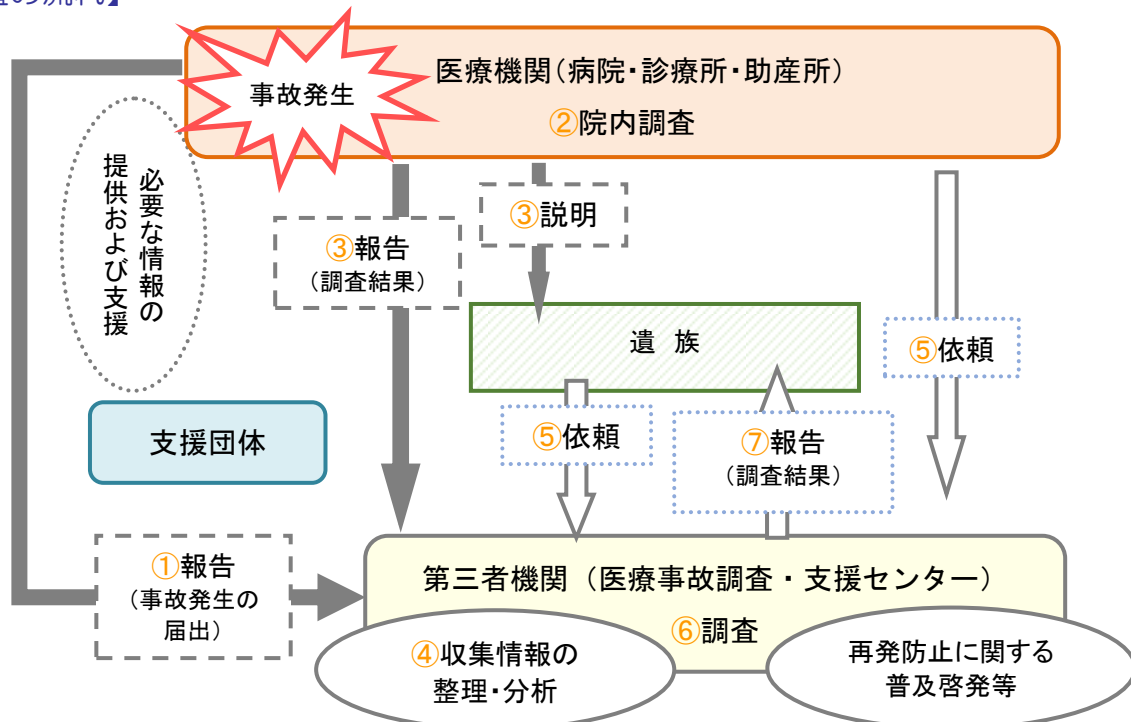 事故発生
医療機関（病院・診療所・助産所）
②院内調査
必要な情報の
提供および支援
③報告
（調査結果）
③説明
遺 族
⑤依頼
⑤依頼
⑦報告
（調査結果）
支援団体
①報告
（事故発生の
届出）
第三者機関（医療事故調査・支援センター）
⑥調査
④収集情報の
整理・分析
再発防止に関する
普及啓発等